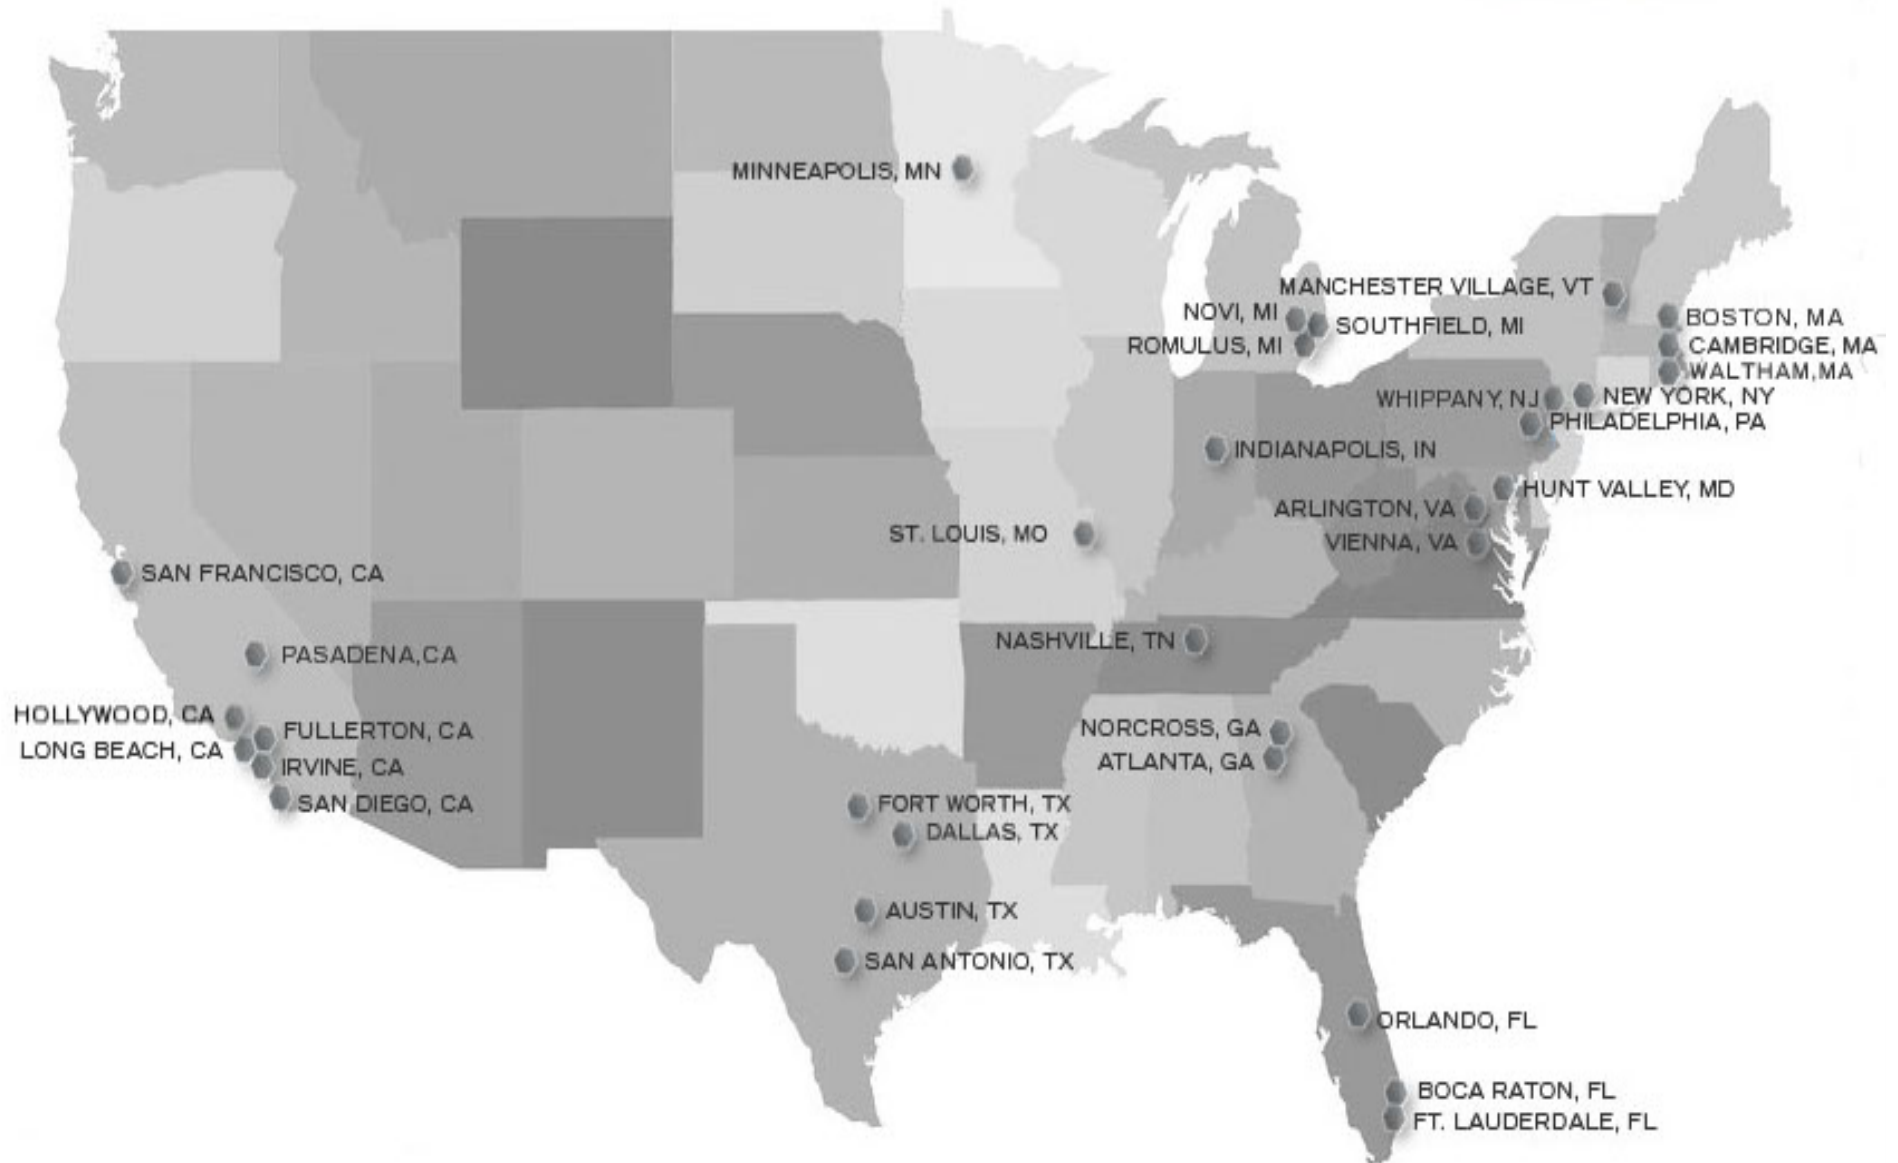 MINNEAPOLIS, MN
MANCHESTER VILLAGE, VT
NOVI, MI
SOUTHFIELD, MI
ROMULUS, MI
BOSTON, MA
CAMBRIDGE, MA
WALTHAM,MA
WHIPPANY, NJ
NEW YORK, NY
PHILADELPHIA, PA
INDIANAPOLIS, IN
HUNT VALLEY, MD
ARLINGTON, VA
VIENNA, VA
ST. LOUIS, MO
SAN FRANCISCO, CA
NASHVILLE, TN
PASADENA,CA
HOLLYWOOD, CA
FULLERTON, CA
LONG BEACH, CA
IRVINE, CA
SAN DIEGO, CA
NORCROSS, GA
ATLANTA, GA
FORT WORTH, TX
DALLAS, TX
AUSTIN, TX
SAN ANTONIO, TX
ORLANDO, FL
BOCA RATON, FL
FT. LAUDERDALE, FL